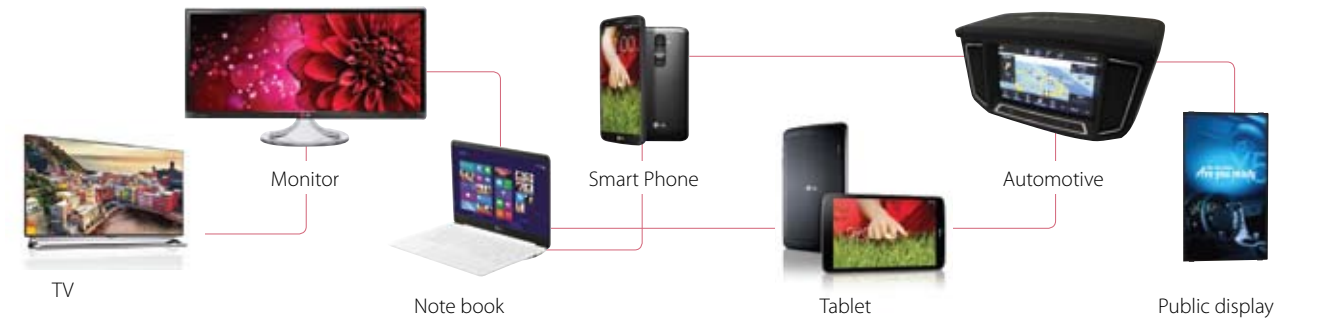 Monitor
Smart Phone
Automotive
TV
Note book
Tablet
Public display